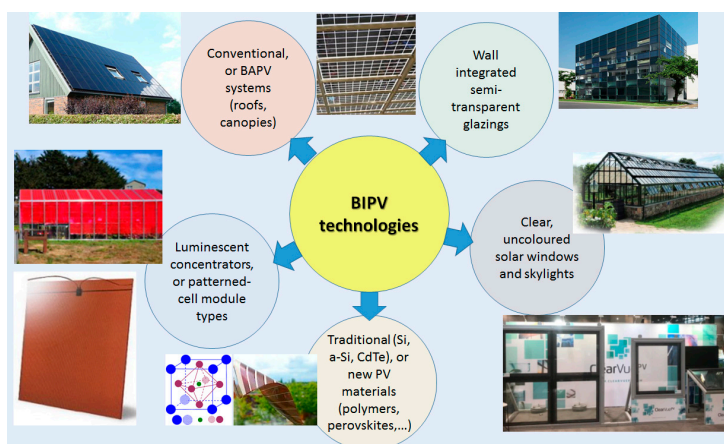 Conventional,
or BAPV
systems
(roofs,
canopies)
Wall
integrated
semi-
transparent
glazings
BIPV
technologies
Luminescent
concentrators,
or patterned-
cell module
types
Clear,
uncoloured
solar windows
and skylights
Traditional (Si,
a-Si, CdTe), or
new PV
materials
(polymers,
perovskites,...)
ClearVue